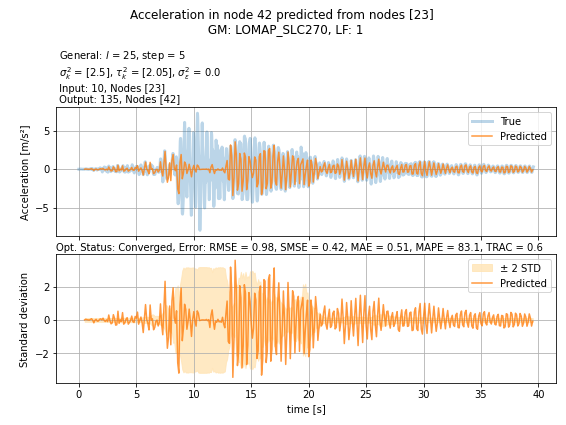 Acceleration in node 42 predicted from nodes [23]
GM: LOMAP_SLC270, LF: 1
General: l = 25, step = 5
σ²ₖ = [2.5], τ²ₖ = [2.05], σ²ε = 0.0
Input: 10, Nodes [23]
Output: 135, Nodes [42]
Acceleration [m/s²]
5
0
−5
True
Predicted
Opt. Status: Converged, Error: RMSE = 0.98, SMSE = 0.42, MAE = 0.51, MAPE = 83.1, TRAC = 0.6
Standard deviation
2
0
−2
± 2 STD
Predicted
0 5 10 15 20 25 30 35 40
time [s]